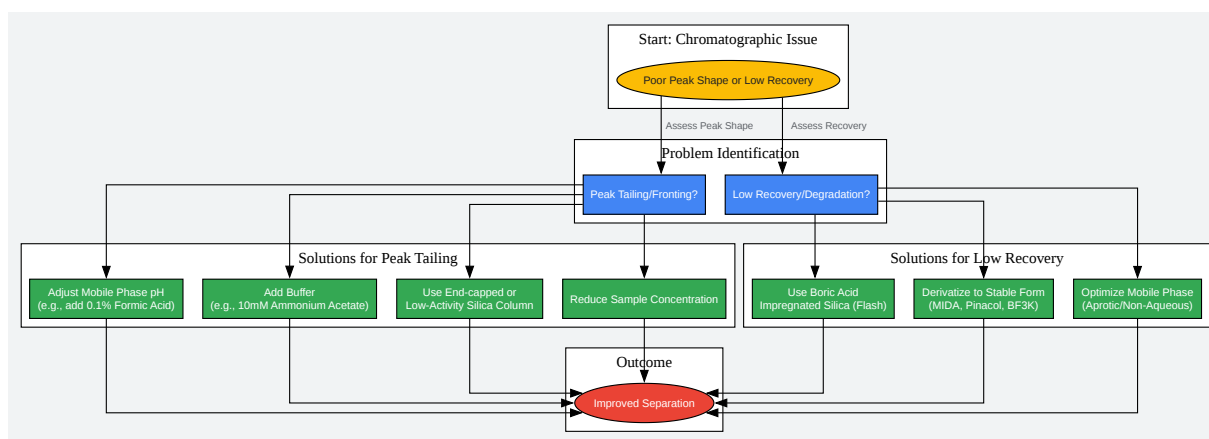 Start: Chromatographic Issue
Poor Peak Shape or Low Recovery
Assess Peak Shape
Assess Recovery
Problem Identification
Peak Tailing/Fronting?
Low Recovery/Degradation?
Solutions for Peak Tailing
Solutions for Low Recovery
Adjust Mobile Phase pH
(e.g., add 0.1% Formic Acid)
Add Buffer
(e.g., 10mM Ammonium Acetate)
Use End-capped or
Low-Activity Silica Column
Reduce Sample Concentration
Use Boric Acid
Impregnated Silica (Flash)
Derivatize to Stable Form
(MIDA, Pinacol, BF3K)
Optimize Mobile Phase
(Aprotic/Non-Aqueous)
Outcome
Improved Separation